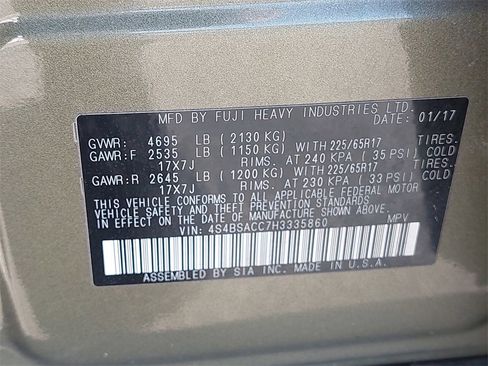 MFD BY FUJI HEAVY INDUSTRIES LTD.
DATE: 01/17
GVWR: 4695 LB (2130 KG)
GAWR:F 2535 LB (1150 KG) WITH 225/65R17 TIRES.
17X7J RIMS. AT 240 KPA (35 PSI) COLD
GAWR:R 2645 LB (1200 KG) WITH 225/65R17 TIRES.
17X7J RIMS. AT 230 KPA (33 PSI) COLD
THIS VEHICLE CONFORMS TO ALL APPLICABLE FEDERAL MOTOR
VEHICLE SAFETY, BUMPER, AND THEFT PREVENTION STANDARDS
IN EFFECT ON THE DATE OF MANUFACTURE SHOWN ABOVE.
VIN: 4S4BSACC7H3335860 MPV
ASSEMBLED BY SIA INC. MADE IN U.S.A.